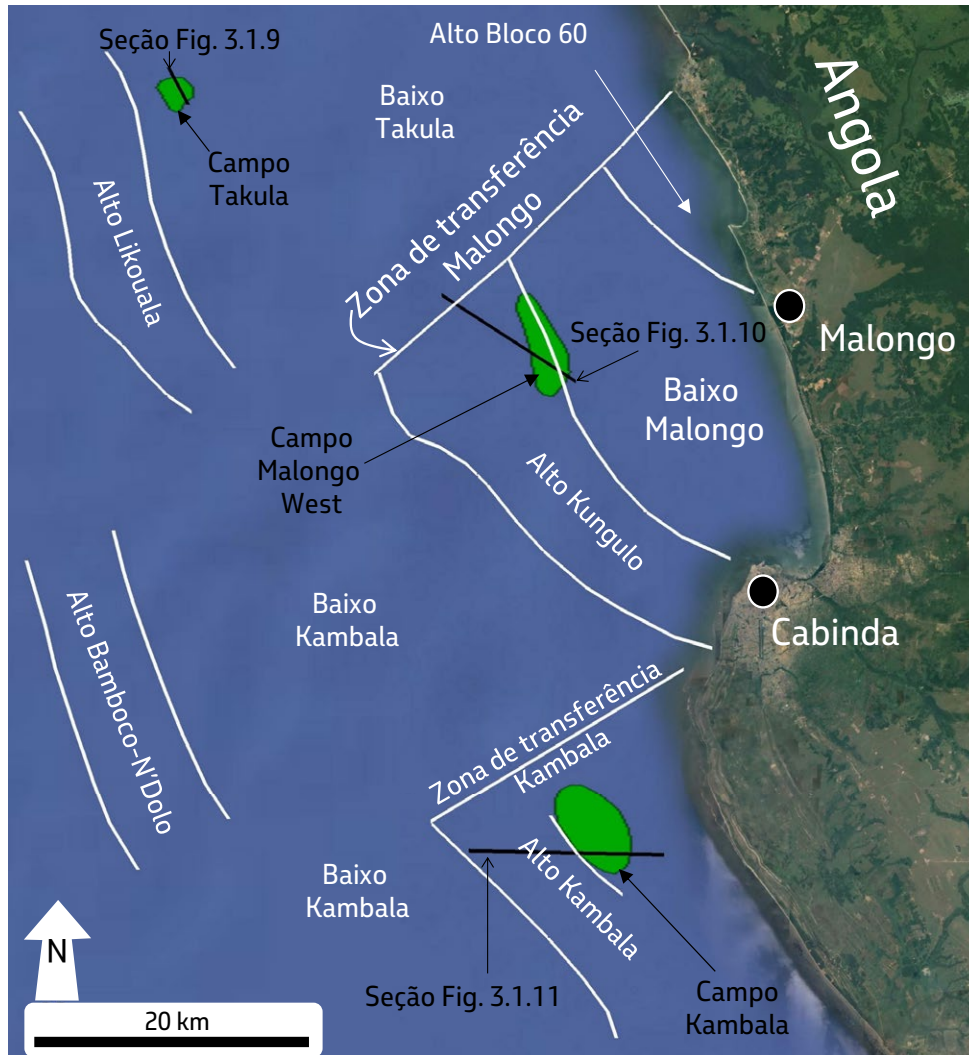 Seção Fig. 3.1.9
Alto Bloco 60
Angola
Baixo
Takula
Campo
Takula
Alto Likouala
Zona de transferência
Malongo
Seção Fig. 3.1.10
Malongo
Baixo
Malongo
Campo
Malongo
West
Alto Kungulo
Baixo
Kambala
Cabinda
Alto Bamboco-N'Dolo
Zona de transferência
Kambala
Baixo
Kambala
Alto Kambala
N
Seção Fig. 3.1.11
Campo
Kambala
20 km